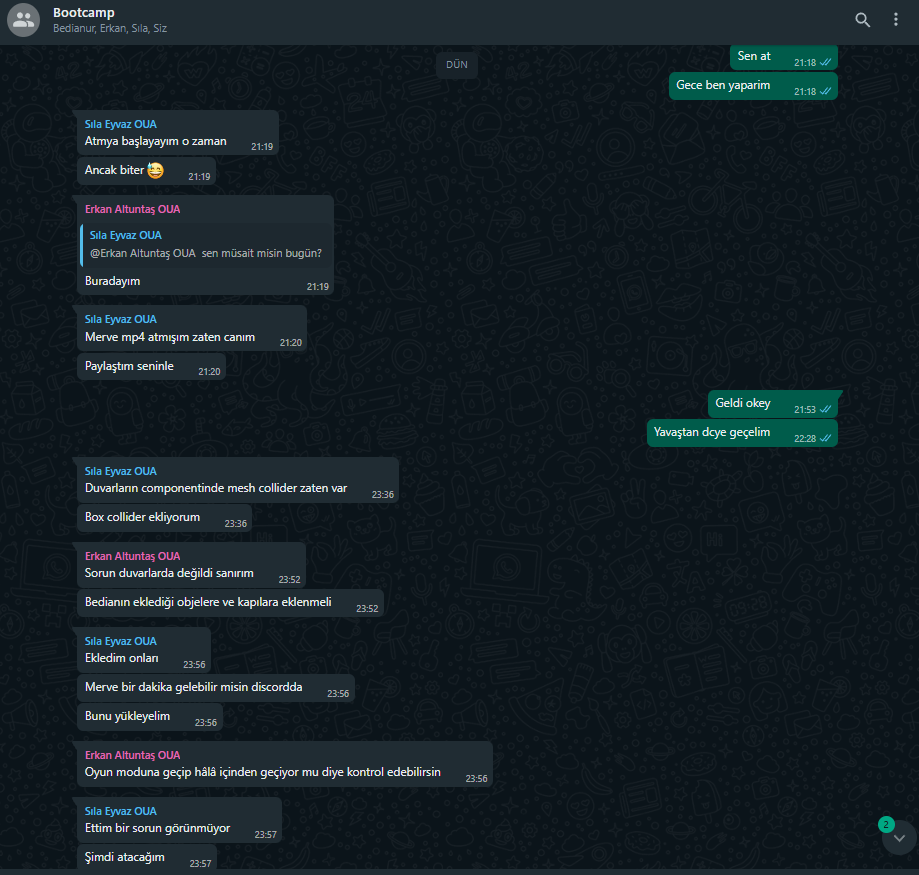 Bootcamp
Bedianur, Erkan, Sıla, Siz
Sen at
21:18
DÜN
Gece ben yaparim
21:18
Sıla Eyvaz OUA
Atmya başlayayım o zaman
21:19
Ancak biter 😅
21:19
Erkan Altuntaş OUA
Sıla Eyvaz OUA
@Erkan Altuntaş OUA sen müsait misin bugün?
Buradayım
21:19
Sıla Eyvaz OUA
Merve mp4 atmışım zaten canım
21:20
Paylaştım seninle
21:20
Geldi okey
21:53
Yavaştan dcye geçelim
22:28
Sıla Eyvaz OUA
Duvarların componentinde mesh collider zaten var
23:36
Box collider ekliyorum
23:36
Erkan Altuntaş OUA
Sorun duvarlarda değildi sanırım
23:52
Bedianın eklediği objelere ve kapılara eklenmeli
23:52
Sıla Eyvaz OUA
Ekledim onları
23:56
Merve bir dakika gelebilir misin discordda
23:56
Bunu yükleyelim
23:56
Erkan Altuntaş OUA
Oyun moduna geçip hâlâ içinden geçiyor mu diye kontrol edebilirsin
23:56
Sıla Eyvaz OUA
Ettim bir sorun görünmüyor
23:57
2
Şimdi atacağım
23:57